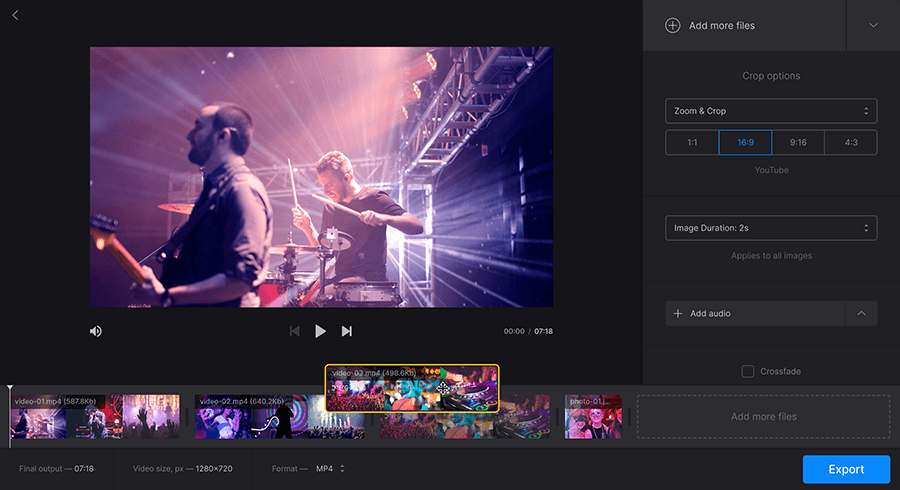 Add more files
Crop options
Zoom & Crop
1:1
16:9
9:16
4:3
YouTube
Image Duration: 2s
Applies to all images
Add audio
00:00 / 07:18
Crossfade
video-01.mp4 (587.8Kb)
video-02.mp4 (640.2Kb)
video-03.mp4 (498.6Kb)
photo-01
Add more files
Final output — 07:18
Video size, px — 1280×720
Format — MP4
Export